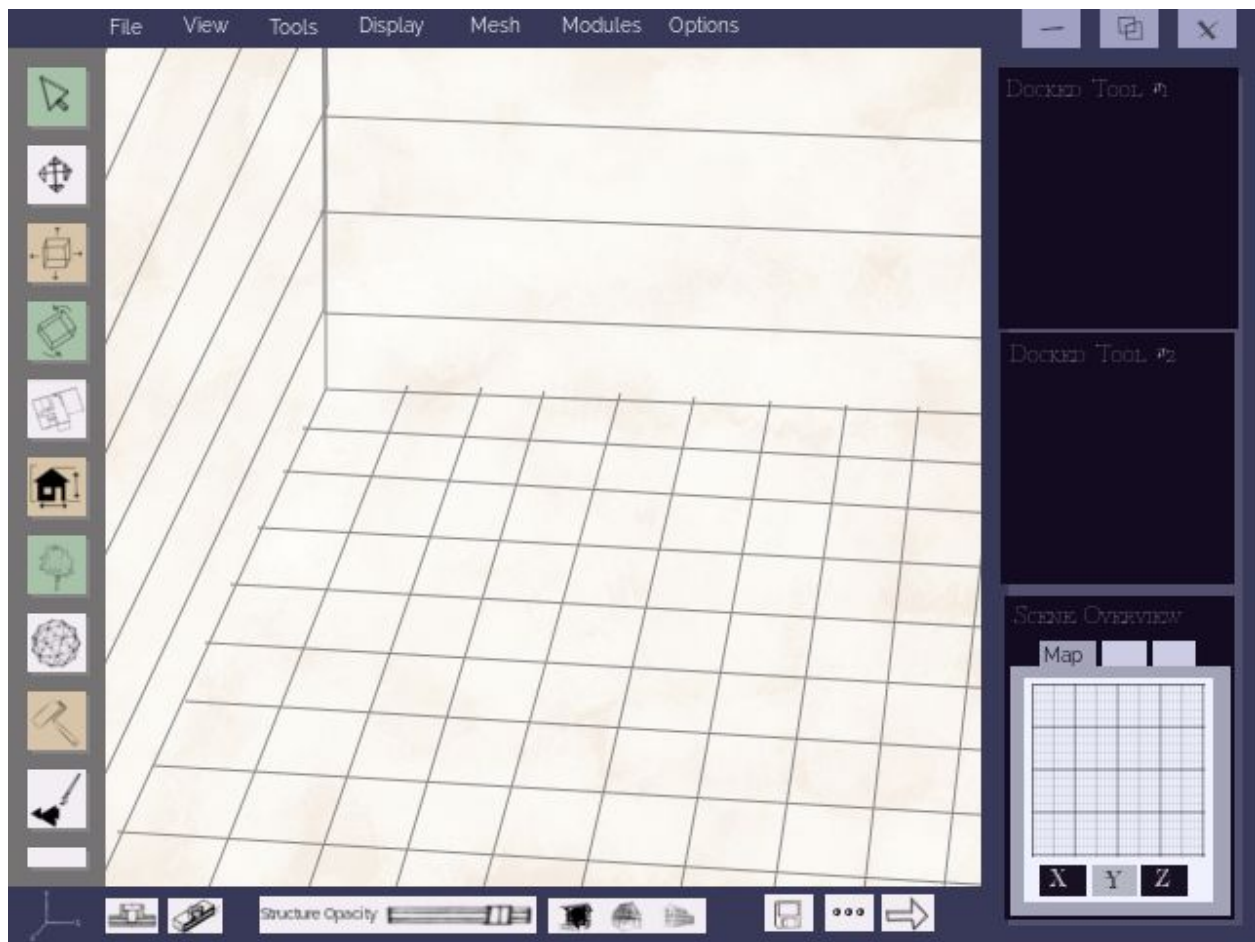 File View Tools Display Mesh Modules Options
Docked Tool #1
Docked Tool #2
Scene Overview
Map
X Y Z
Structure Opacity